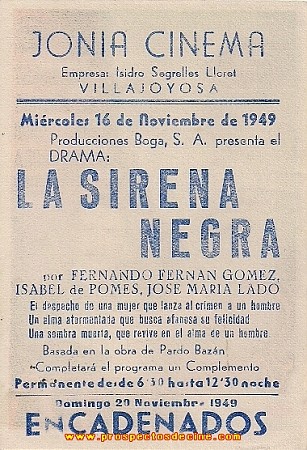 JONIA CINEMA
Empresa: Isidro Segrelles Lloret
VILLAJOYOSA
Miércoles 16 de Noviembre de 1949
Producciones Boga, S. A. presenta el
DRAMA:
LA SIRENA
NEGRA
por FERNANDO FERNAN GOMEZ,
ISABEL de POMES, JOSE MARIA LADO
El despecho de una mujer que lanza al crimen a un hombre
Un alma atormentada que busca afanosa su felicidad
Una sombra muerta, que revive en el alma de un hombre
Basada en la obra de Pardo Bazán
Completará el programa un Complemento
Permanente desde 6'30 hasta 12'30 noche
Domingo 20 Noviembre 1949
ENCADENADOS
www.prospectosdecine.com